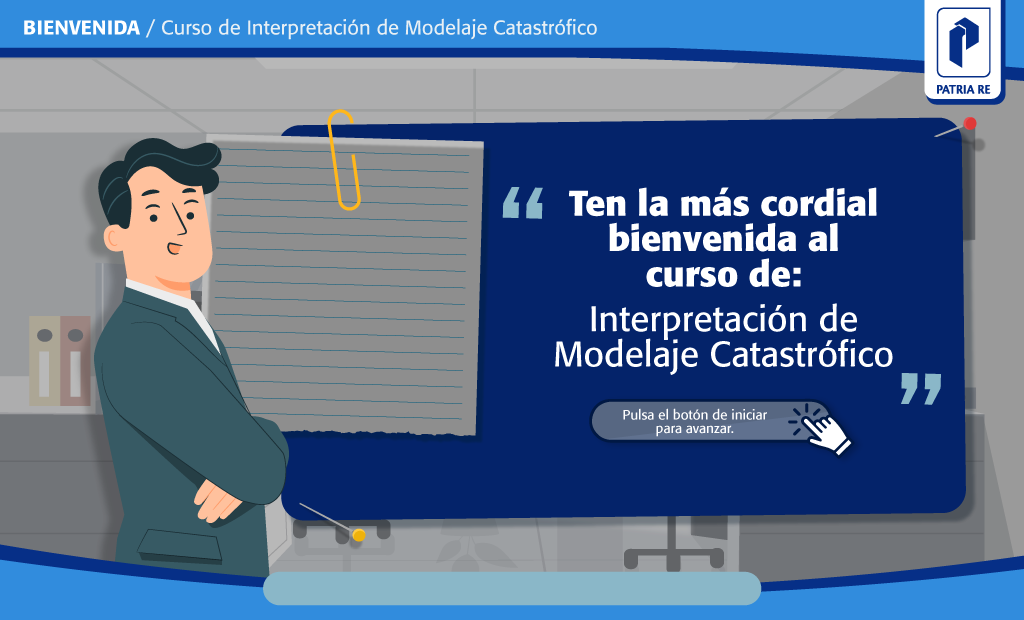 BIENVENIDA / Curso de Interpretación de Modelaje Catastrófico
PATRIA RE
“Ten la más cordial
bienvenida al
curso de:
Interpretación de
Modelaje Catastrófico”
Pulsa el botón de iniciar
para avanzar.